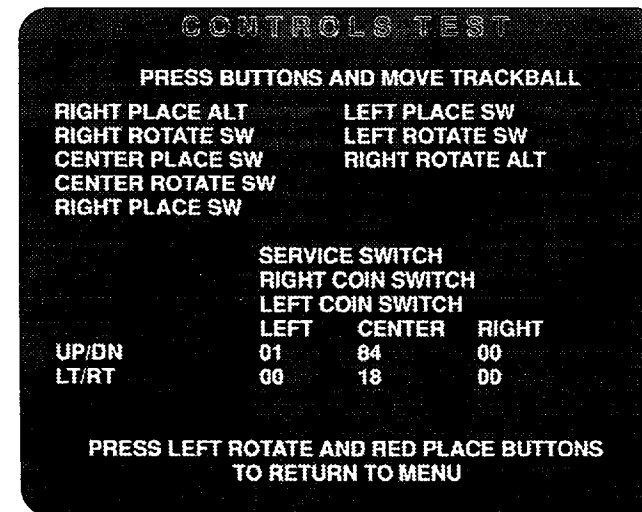 CONTROLS TEST
PRESS BUTTONS AND MOVE TRACKBALL
RIGHT PLACE ALT LEFT PLACE SW
RIGHT ROTATE SW LEFT ROTATE SW
CENTER PLACE SW RIGHT ROTATE ALT
CENTER ROTATE SW
RIGHT PLACE SW
SERVICE SWITCH
RIGHT COIN SWITCH
LEFT COIN SWITCH
LEFT CENTER RIGHT
UP/DN 01 84 00
LT/RT 00 18 00
PRESS LEFT ROTATE AND RED PLACE BUTTONS
TO RETURN TO MENU